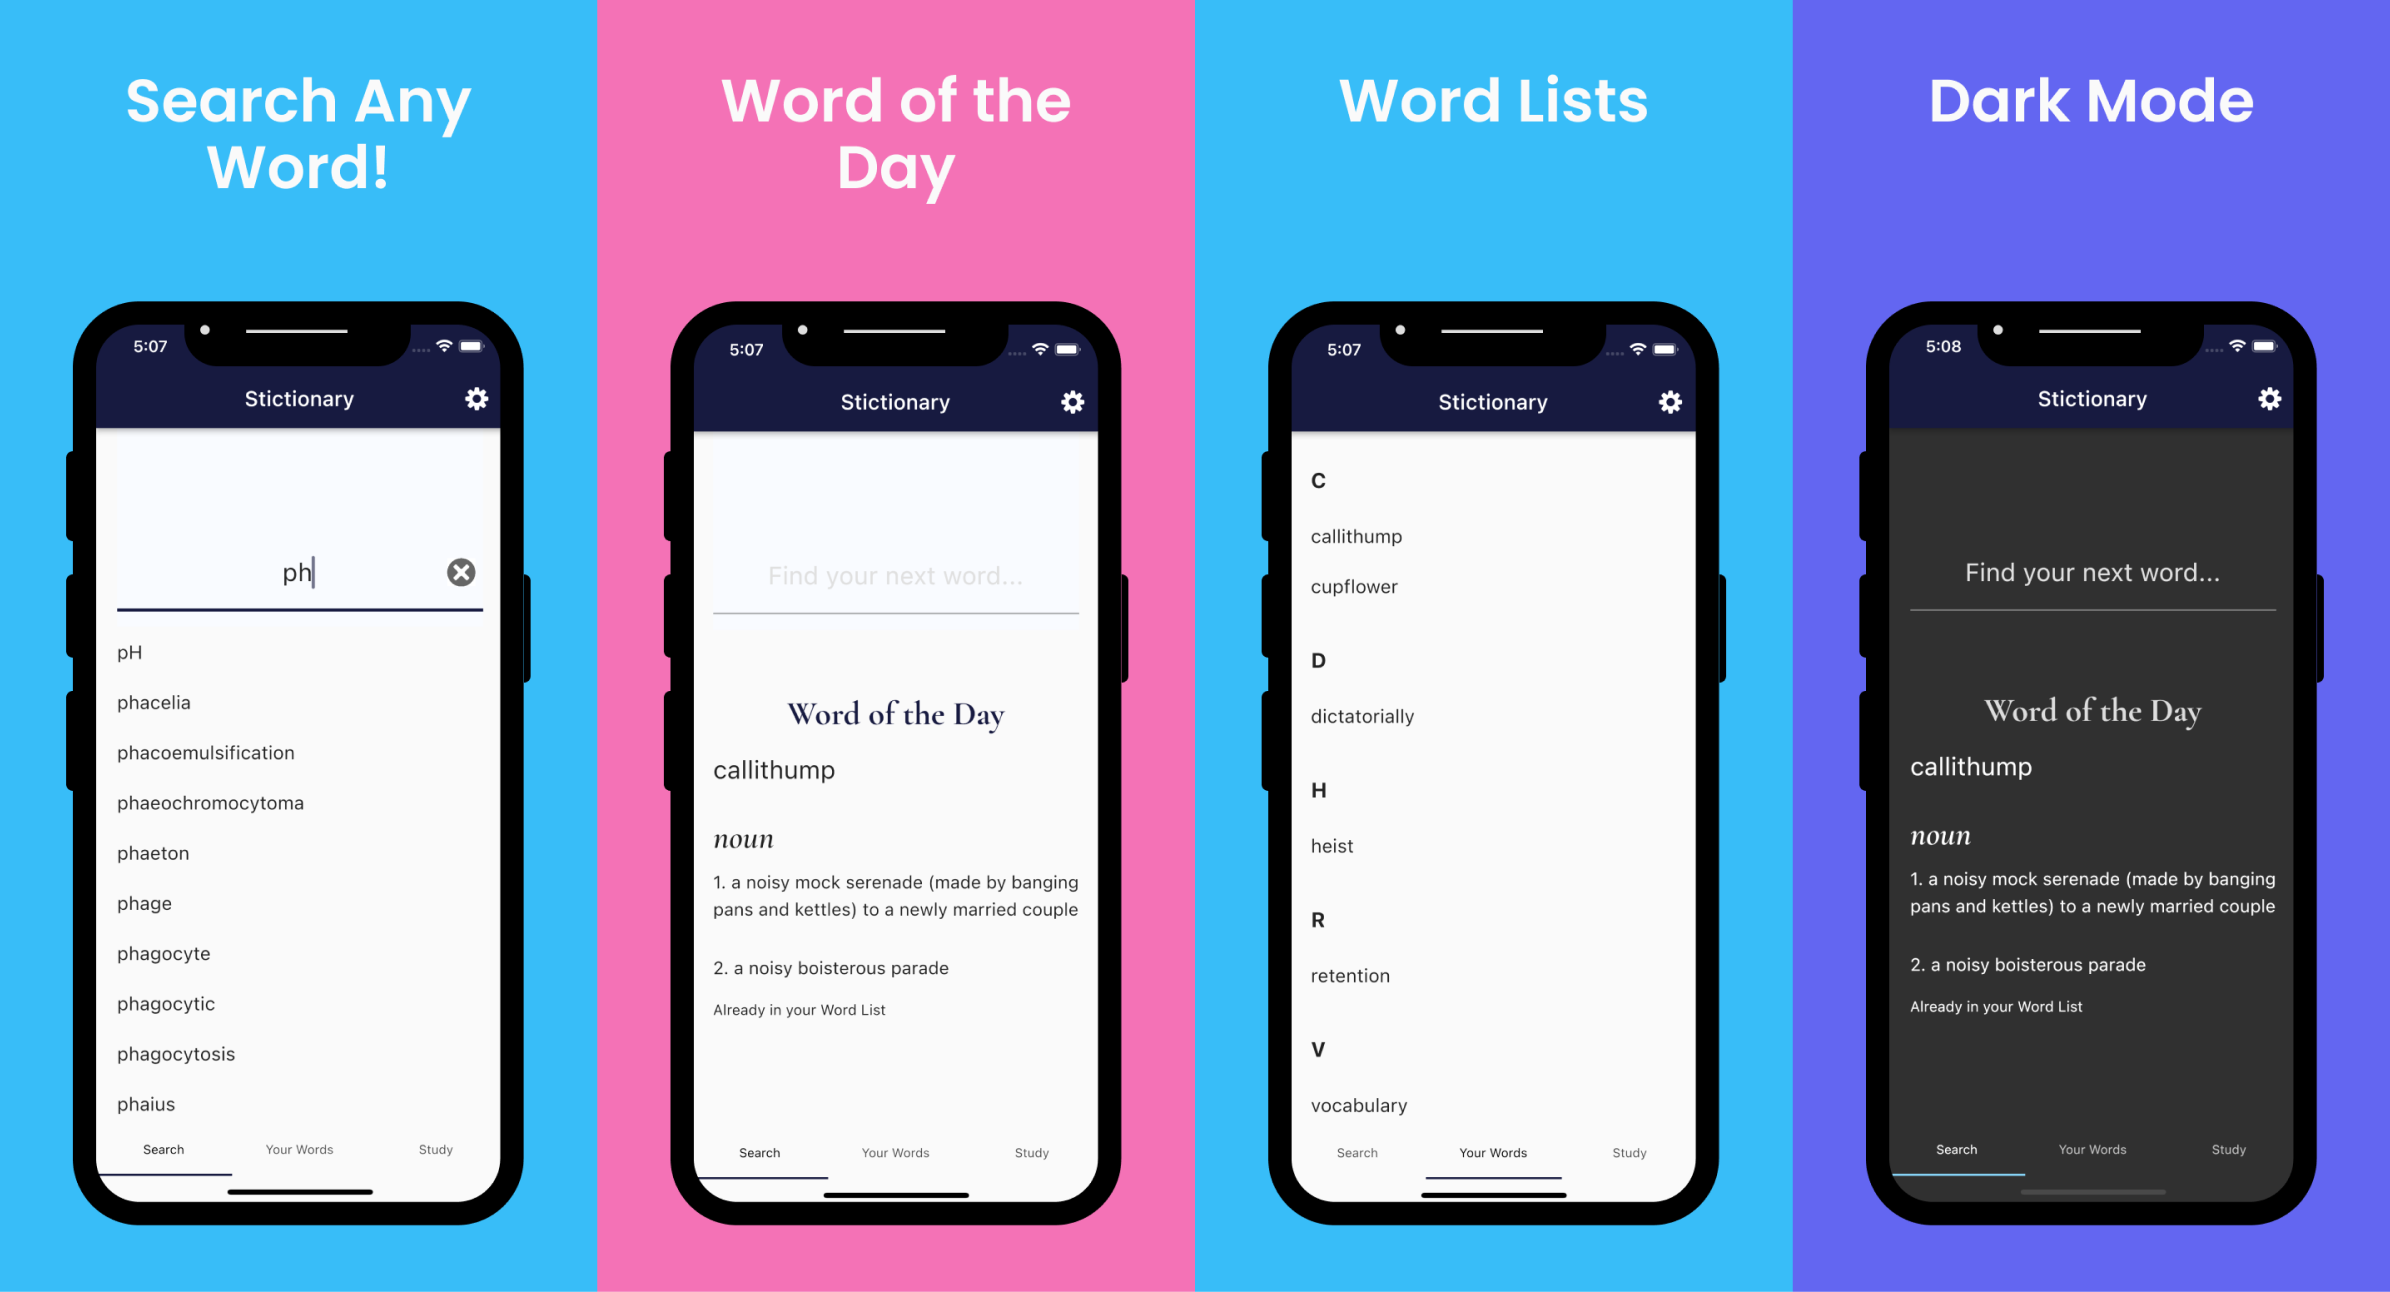 Search Any
Word!
5:07
Stictionary
ph
pH
phacelia
phacoemulsification
phaeochromocytoma
phaeton
phage
phagocyte
phagocytic
phagocytosis
phaius
Search Your Words Study
Word of the
Day
5:07
Stictionary
Find your next word...
Word of the Day
callithump
noun
1. a noisy mock serenade (made by banging
pans and kettles) to a newly married couple
2. a noisy boisterous parade
Already in your Word List
Search Your Words Study
Word Lists
5:07
Stictionary
C
callithump
cupflower
D
dictatorially
H
heist
R
retention
V
vocabulary
Search Your Words Study
Dark Mode
5:08
Stictionary
Find your next word...
Word of the Day
callithump
noun
1. a noisy mock serenade (made by banging
pans and kettles) to a newly married couple
2. a noisy boisterous parade
Already in your Word List
Search Your Words Study